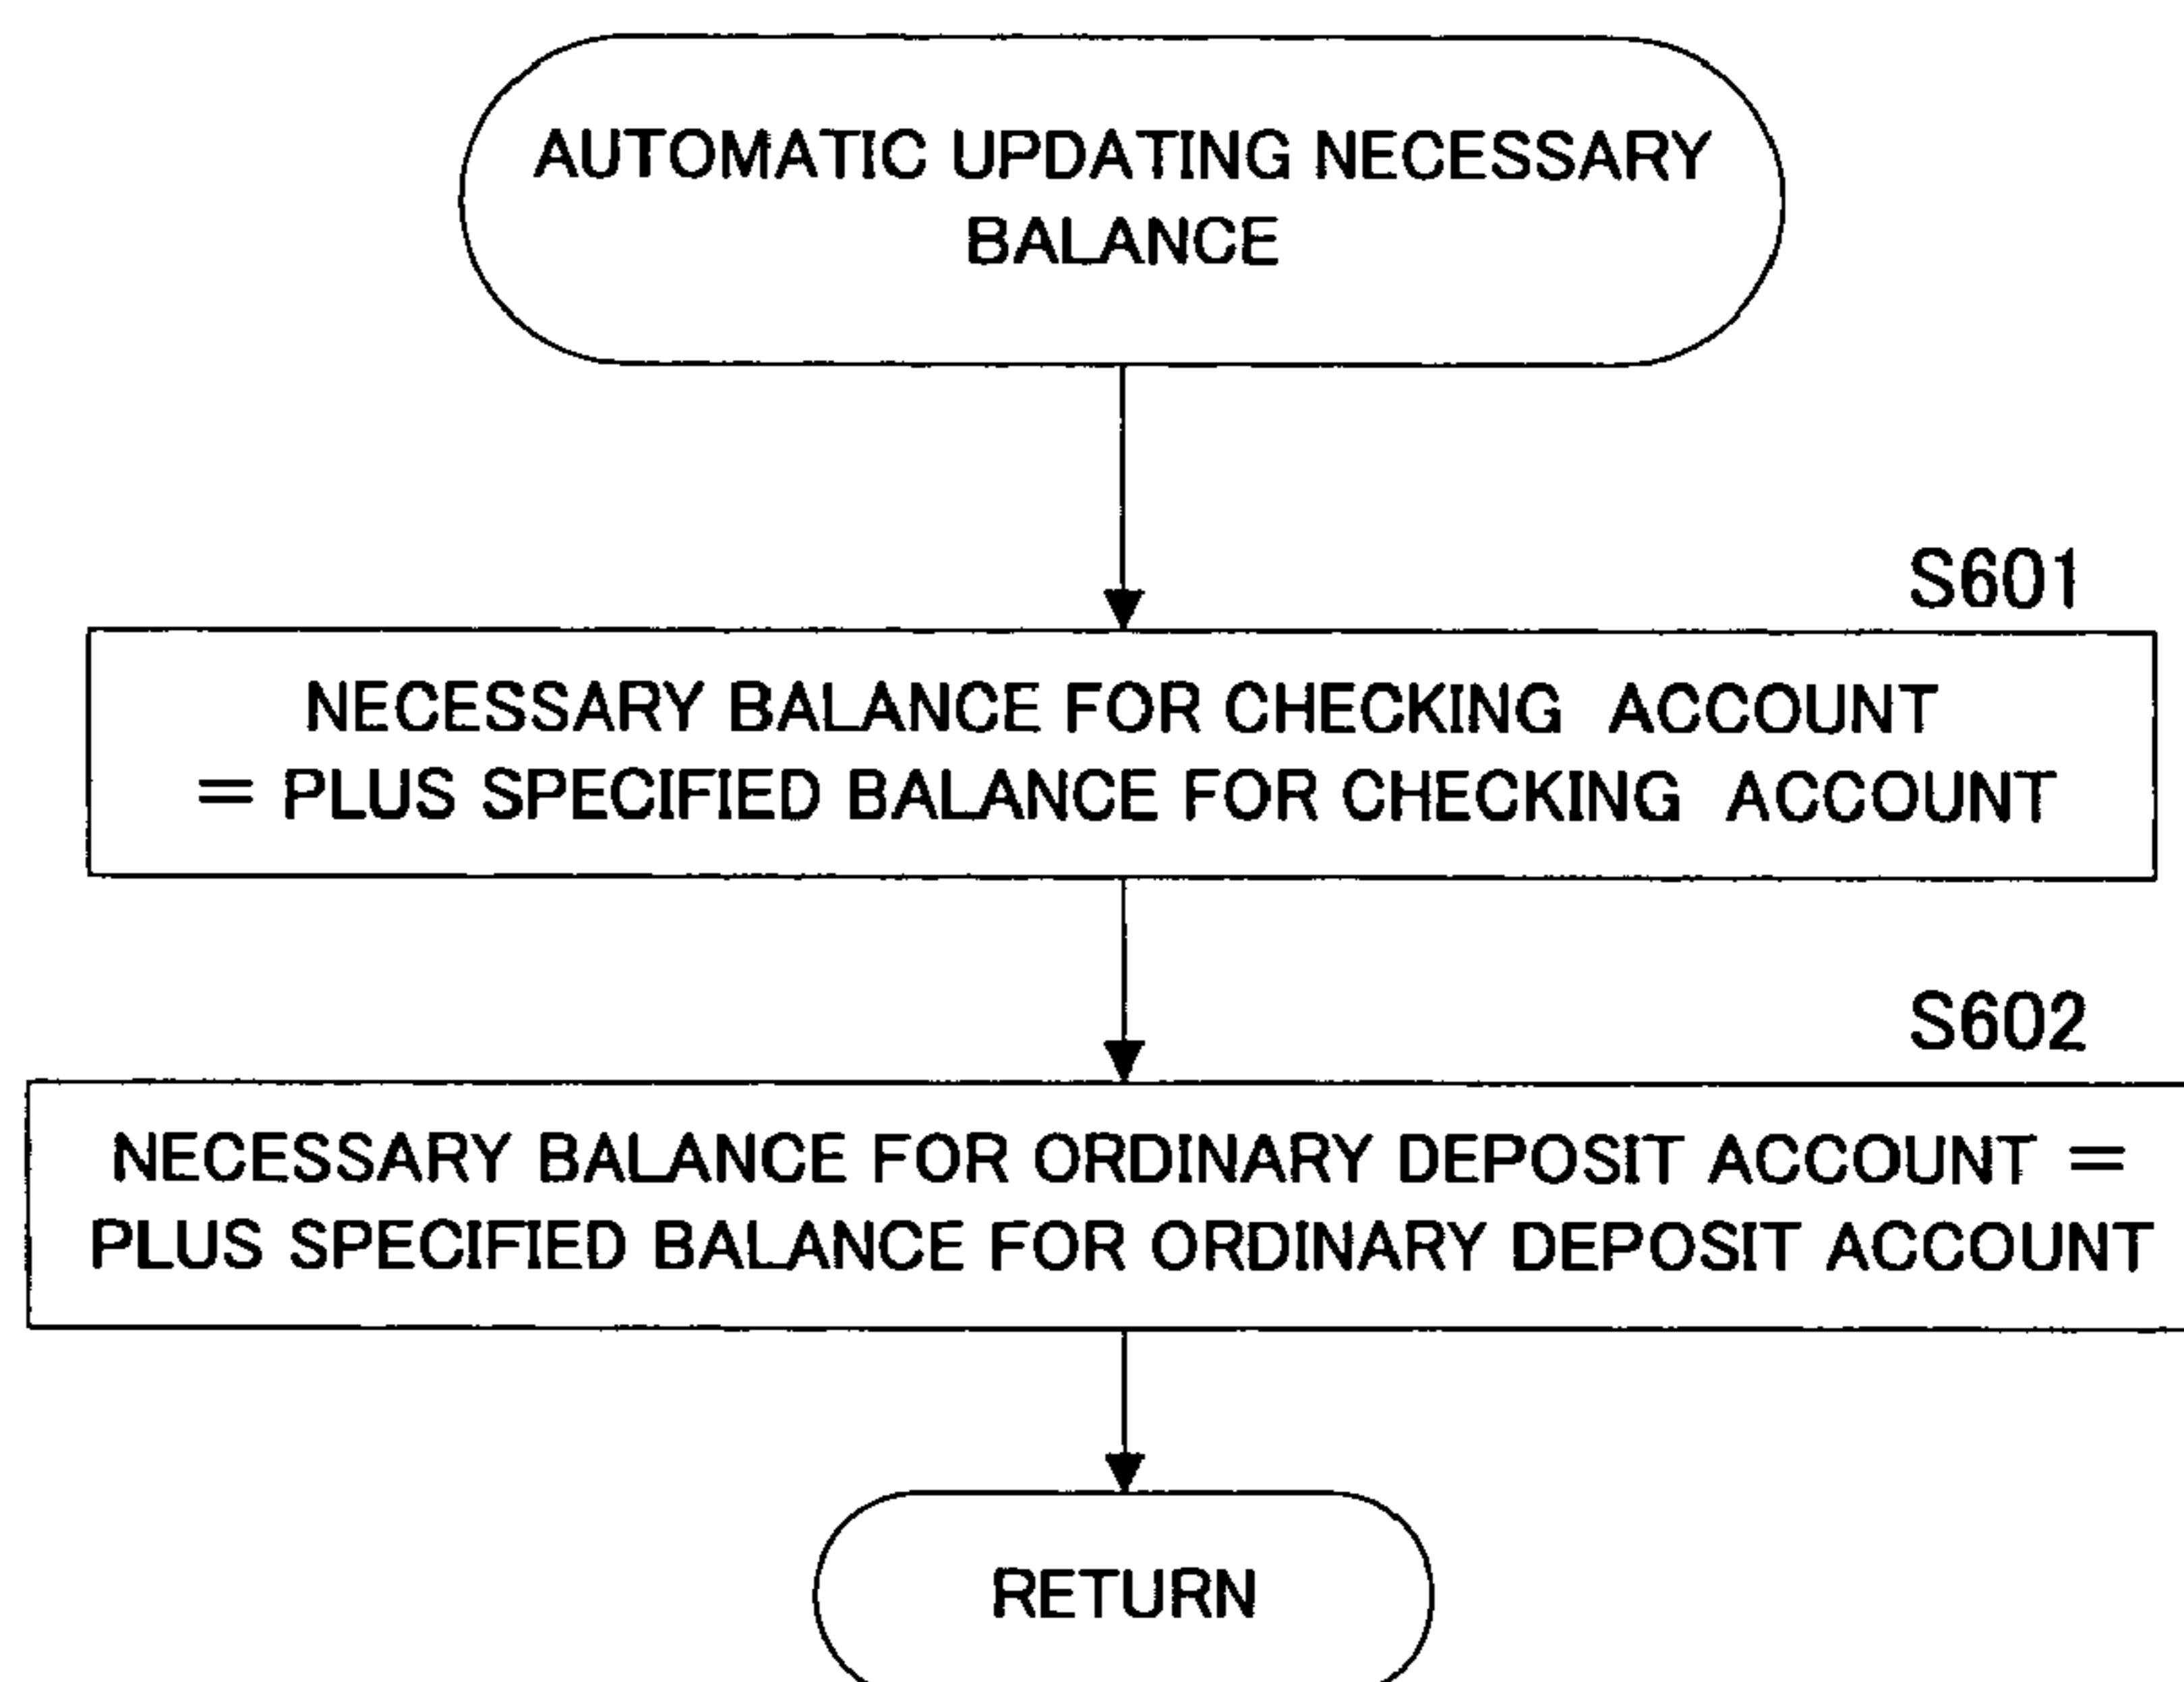 AUTOMATIC UPDATING NECESSARY
BALANCE
S601
NECESSARY BALANCE FOR CHECKING ACCOUNT
= PLUS SPECIFIED BALANCE FOR CHECKING ACCOUNT
S602
NECESSARY BALANCE FOR ORDINARY DEPOSIT ACCOUNT =
PLUS SPECIFIED BALANCE FOR ORDINARY DEPOSIT ACCOUNT
RETURN